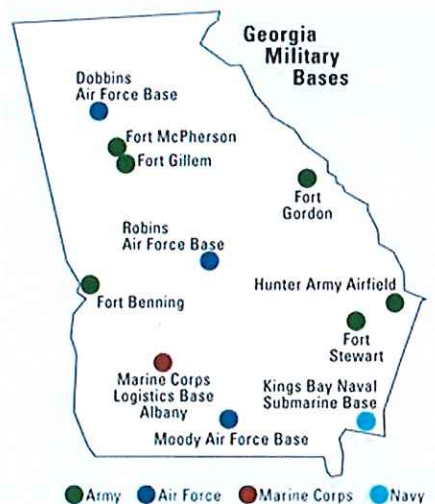 Georgia
Military
Bases
Dobbins
Air Force Base
Fort McPherson
Fort Gillem
Fort
Gordon
Robins
Air Force Base
Hunter Army Airfield
Fort Benning
Fort
Stewart
Marine Corps
Logistics Base
Albany
Kings Bay Naval
Submarine Base
Moody Air Force Base
Army Air Force Marine Corps Navy